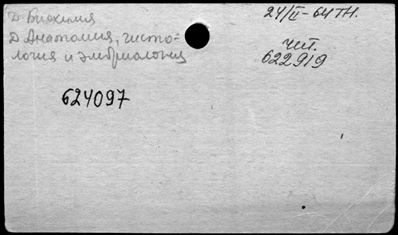 Д Биохимия
Д Анатомия, гисто-
логия и эмбриология
24/II-64 тн.
чит.
622919
624097